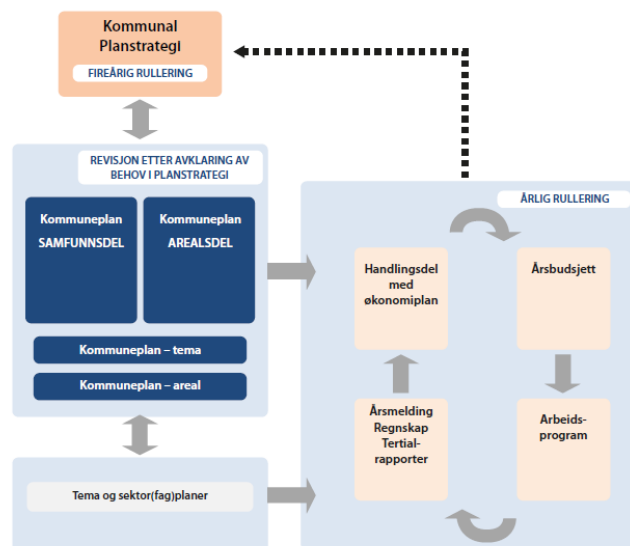 Kommunal
Planstrategi
FIREÅRIG RULLERING
REVISJON ETTER AVKLARING AV
BEHOV I PLANSTRATEGI
Kommuneplan
SAMFUNNSDEL
Kommuneplan
AREALSDEL
Kommuneplan – tema
Kommuneplan – areal
Tema og sektor(fag)planer
ÅRLIG RULLERING
Handlingsdel
med
økonomiplan
Årsbudsjett
Årsmelding
Regnskap
Tertial-
rapporter
Arbeids-
program